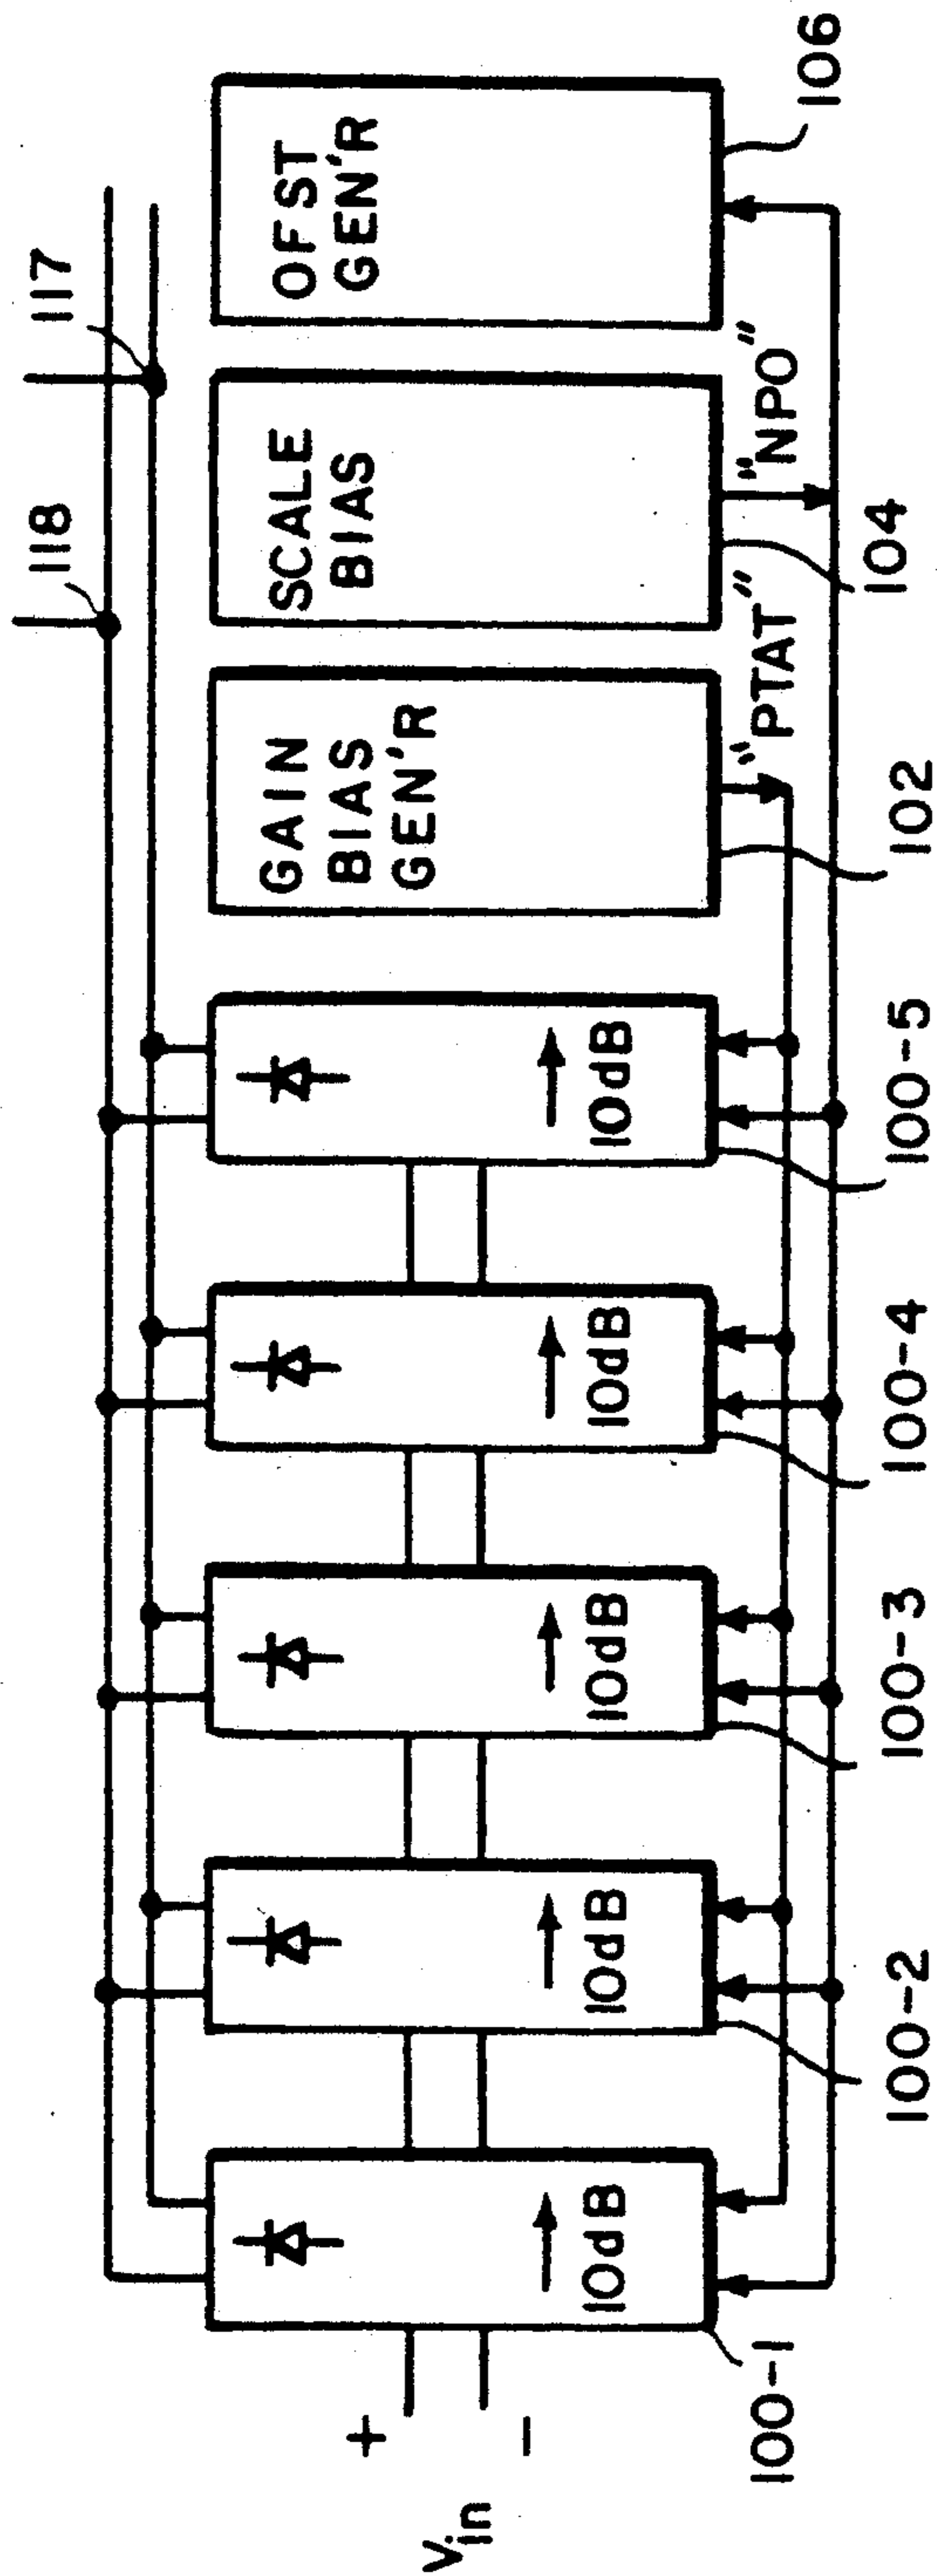 118
117
GAIN
BIAS
GEN'R
SCALE
BIAS
OFST
GEN'R
+
Vin
-
10dB
10dB
10dB
10dB
10dB
"PTAT"
"NPO"
106
100-1
100-2
100-3
100-4
100-5
102
104